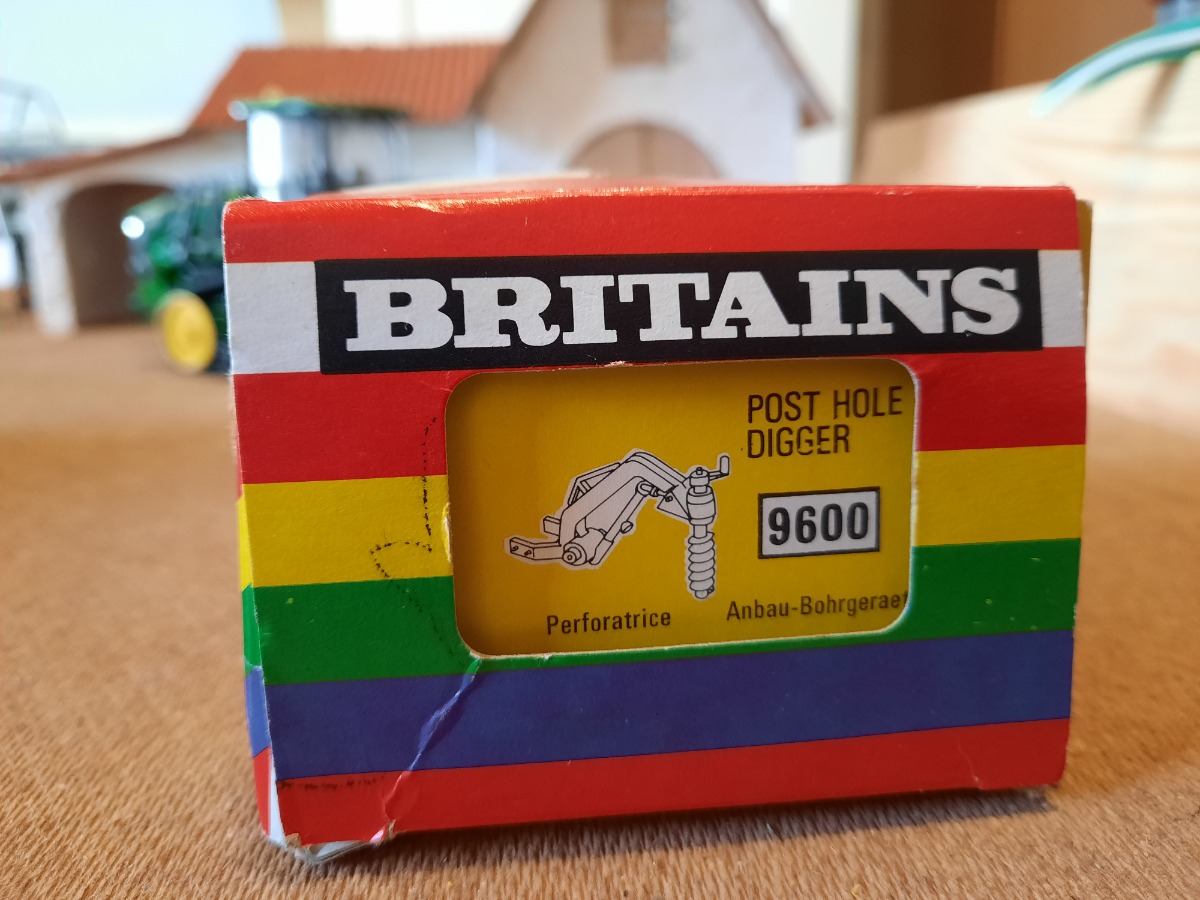 BRITAINS
POST HOLE
DIGGER
9600
Perforatrice
Anbau-Bohrgeraet